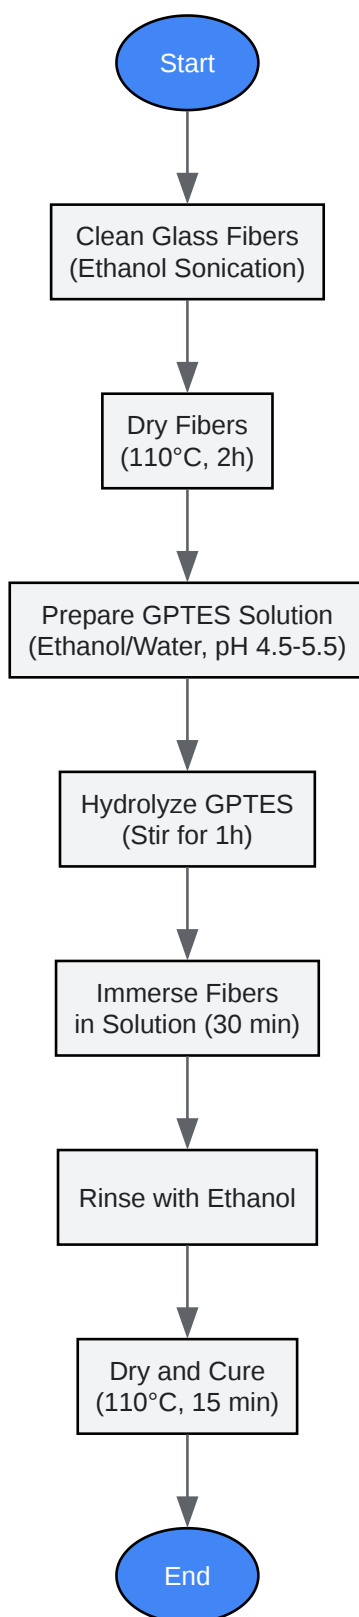 Start
Clean Glass Fibers
(Ethanol Sonication)
Dry Fibers
(110°C, 2h)
Prepare GPTES Solution
(Ethanol/Water, pH 4.5-5.5)
Hydrolyze GPTES
(Stir for 1h)
Immerse Fibers
in Solution (30 min)
Rinse with Ethanol
Dry and Cure
(110°C, 15 min)
End